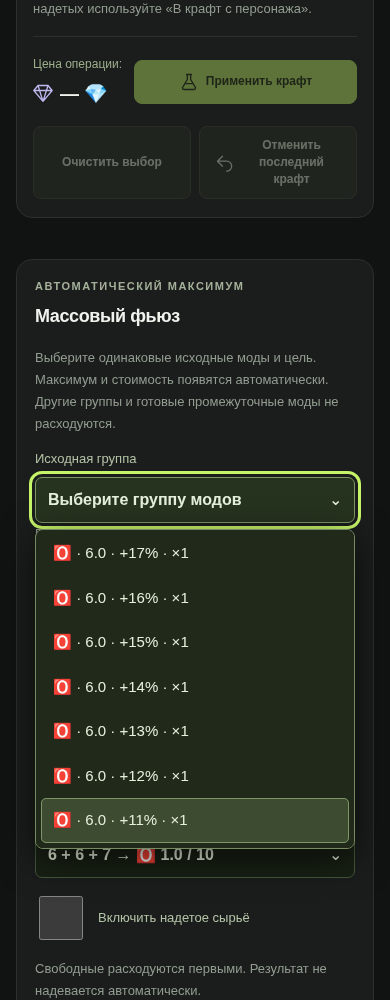 надетых используйте «В крафт с персонажа».
Цена операции:
— 💎
Применить крафт
Очистить выбор
Отменить
последний
крафт
АВТОМАТИЧЕСКИЙ МАКСИМУМ
Массовый фьюз
Выберите одинаковые исходные моды и цель.
Максимум и стоимость появятся автоматически.
Другие группы и готовые промежуточные моды не
расходуются.
Исходная группа
Выберите группу модов
🅾️ · 6.0 · +17% · ×1
🅾️ · 6.0 · +16% · ×1
🅾️ · 6.0 · +15% · ×1
🅾️ · 6.0 · +14% · ×1
🅾️ · 6.0 · +13% · ×1
🅾️ · 6.0 · +12% · ×1
🅾️ · 6.0 · +11% · ×1
6 + 6 + 7 → 🅾️ 1.0 / 10
Включить надетое сырьё
Свободные расходуются первыми. Результат не
надевается автоматически.